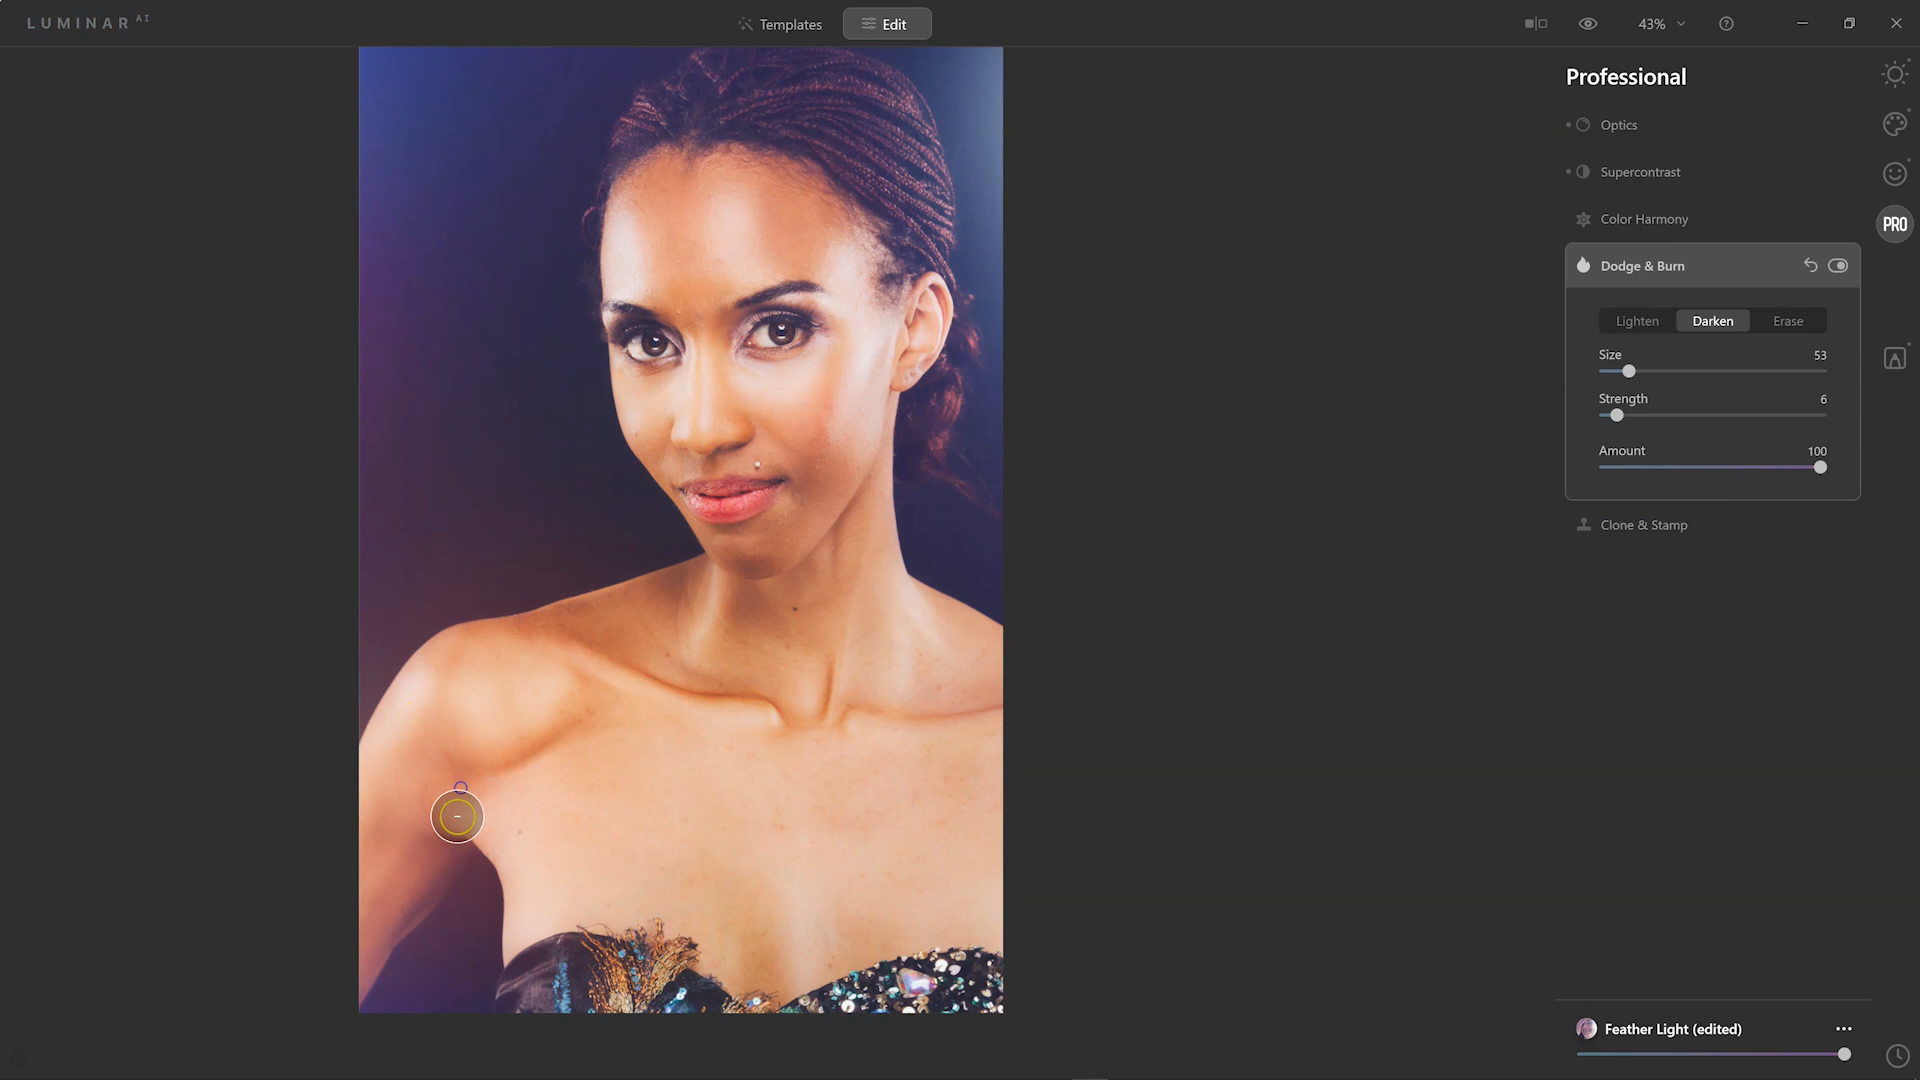 LUMINAR AI
Templates
Edit
43%
Professional
Optics
Supercontrast
Color Harmony
PRO
Dodge & Burn
Lighten Darken Erase
Size 53
Strength 6
Amount 100
Clone & Stamp
Feather Light (edited)